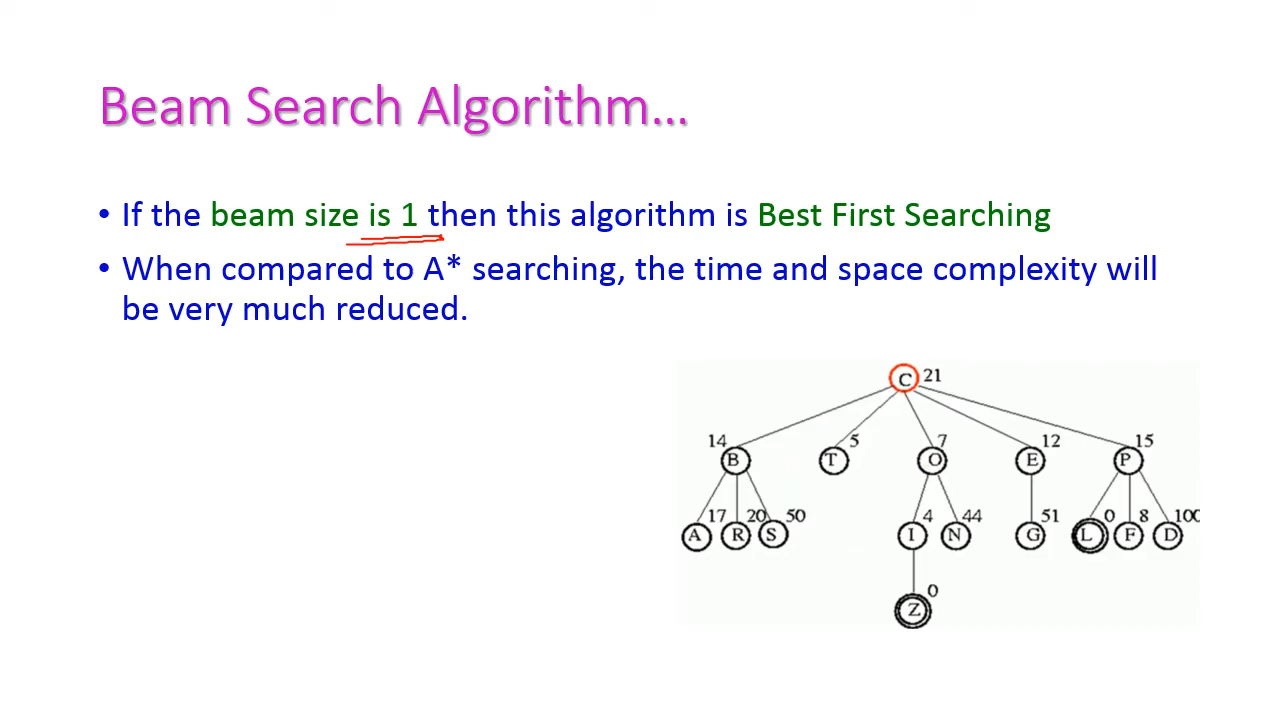 Beam Search Algorithm...
• If the beam size is 1 then this algorithm is Best First Searching
• When compared to A* searching, the time and space complexity will
be very much reduced.
C 21
14 5 7 12 15
B T O E P
17 20 50 4 44 51 0 8 100
A R S I N G L F D
0
Z